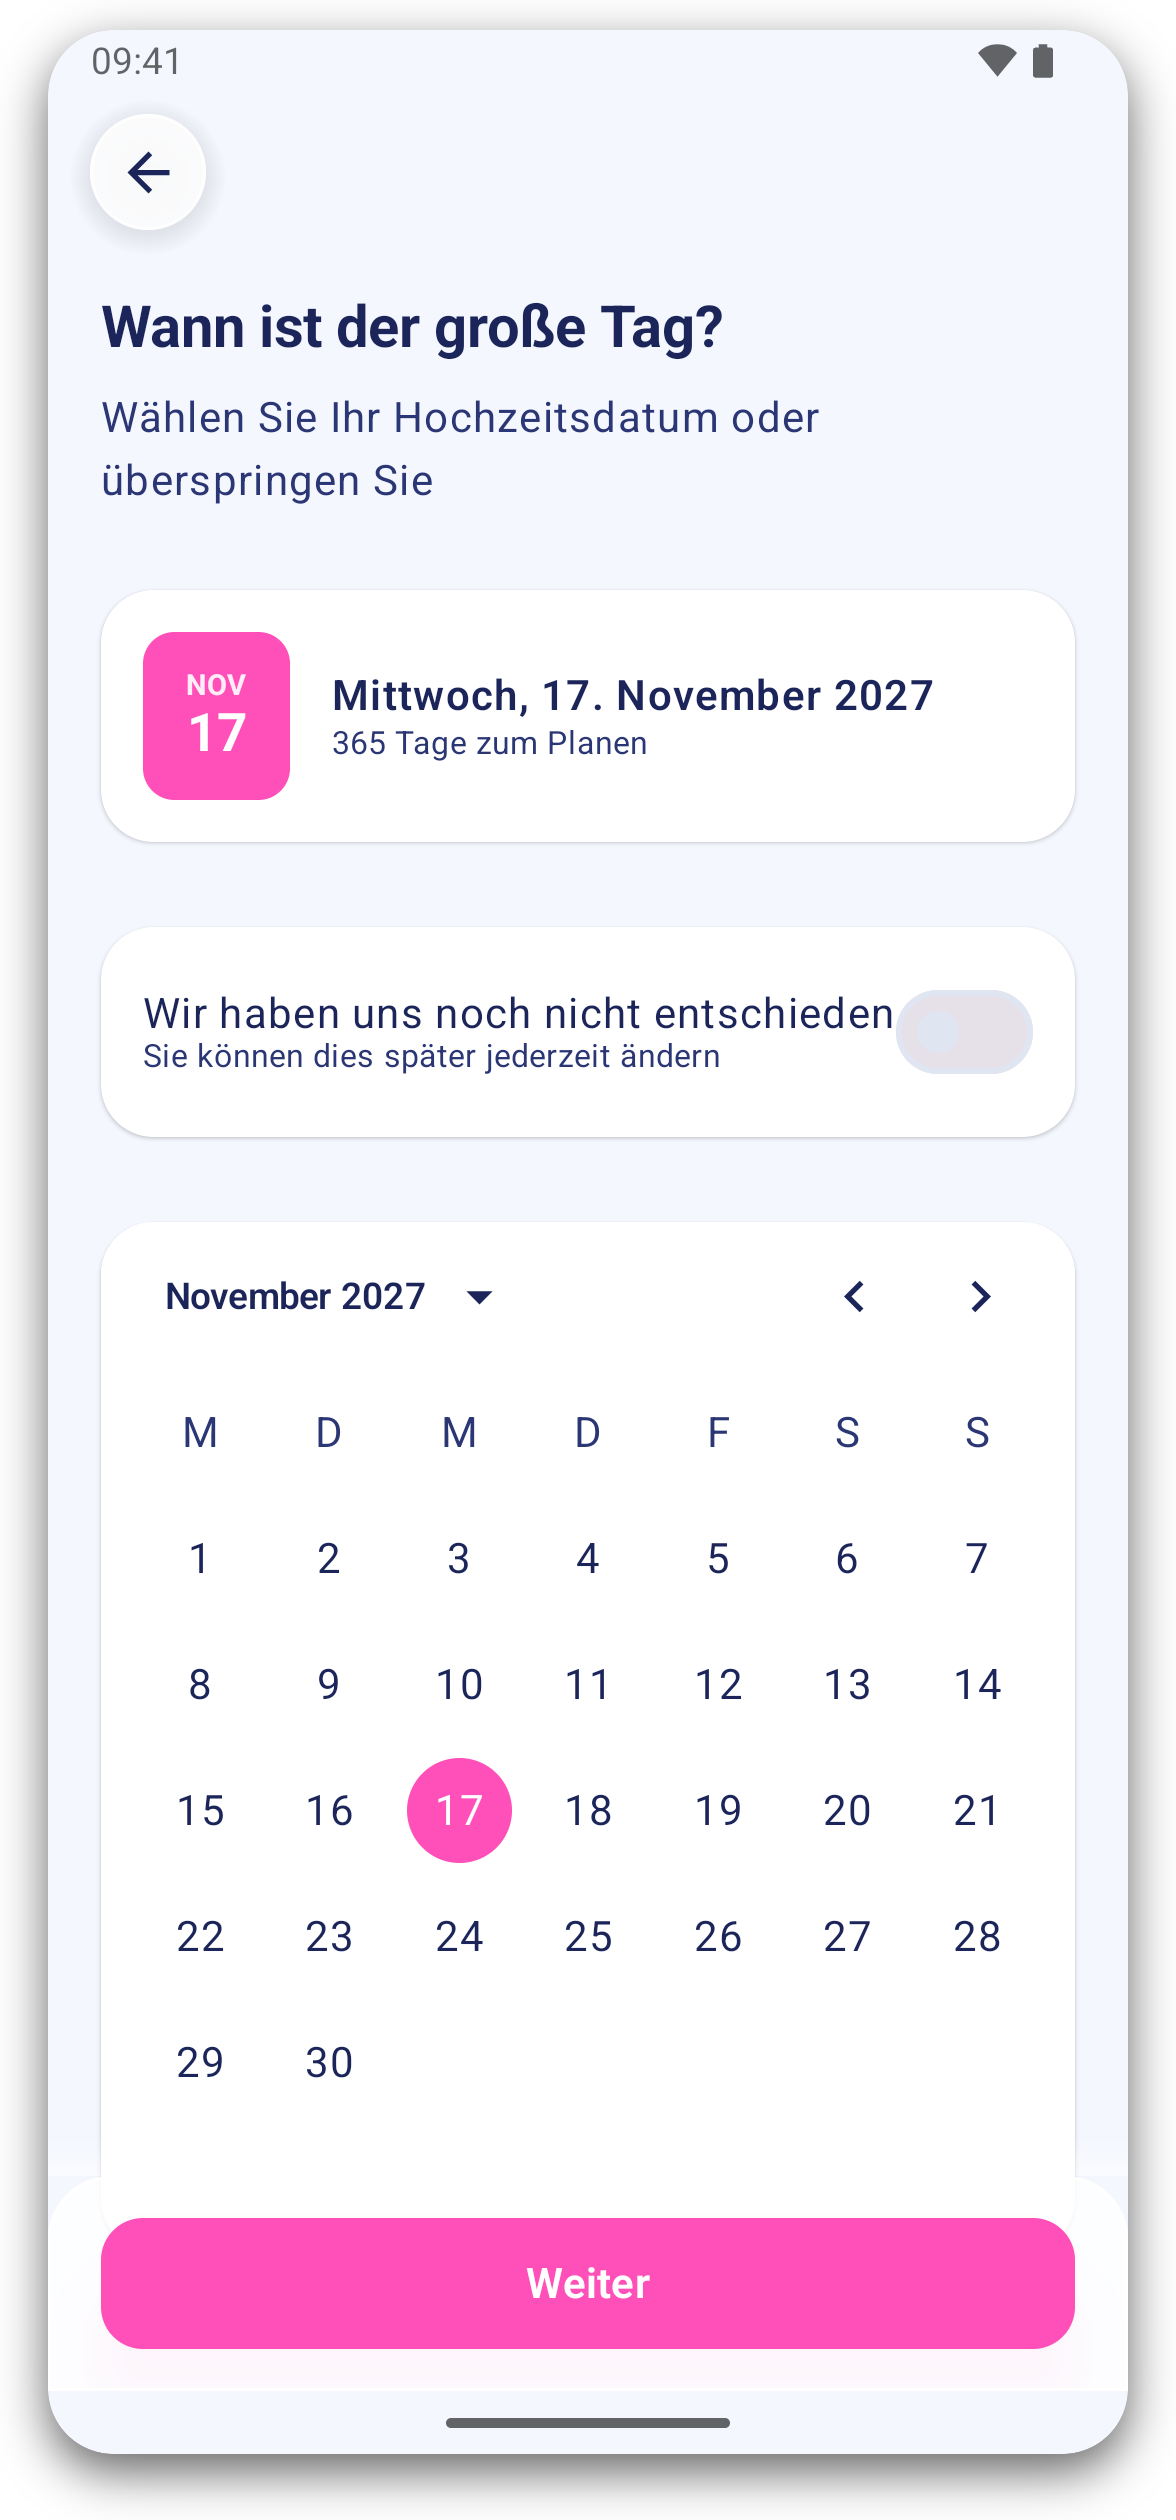 09:41
Wann ist der große Tag?
Wählen Sie Ihr Hochzeitsdatum oder
überspringen Sie
NOV
17
Mittwoch, 17. November 2027
365 Tage zum Planen
Wir haben uns noch nicht entschieden
Sie können dies später jederzeit ändern
November 2027
M D M D F S S
1 2 3 4 5 6 7
8 9 10 11 12 13 14
15 16 17 18 19 20 21
22 23 24 25 26 27 28
29 30
Weiter